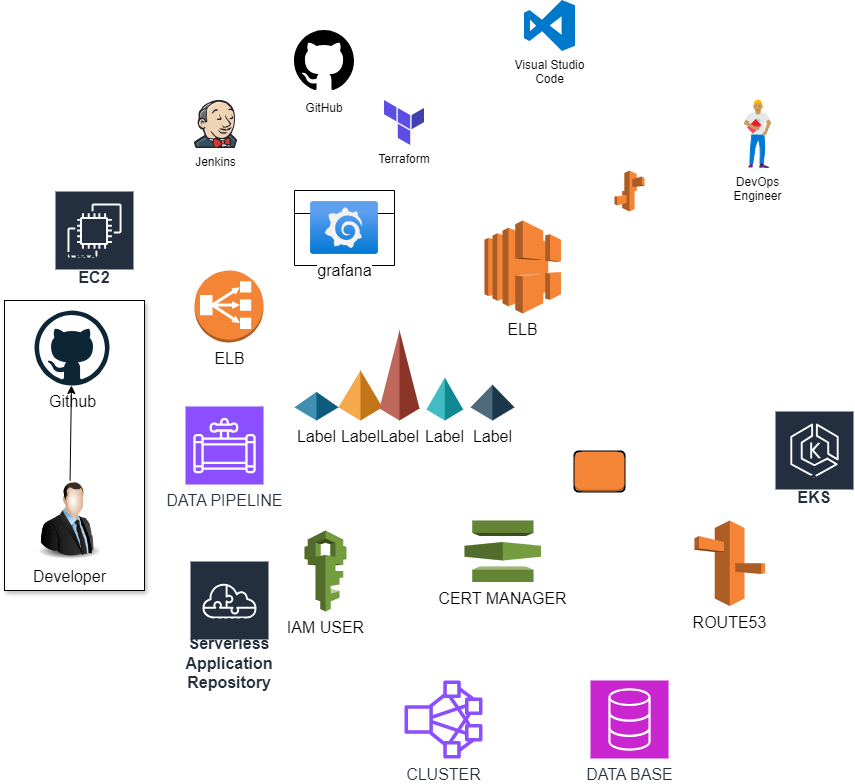 Visual Studio
Code
GitHub
Jenkins
Terraform
DevOps
Engineer
EC2
grafana
ELB
ELB
Github
Label
Label
Label
Label
Label
DATA PIPELINE
K
EKS
Developer
CERT MANAGER
IAM USER
ROUTE53
Serverless
Application
Repository
CLUSTER
DATA BASE